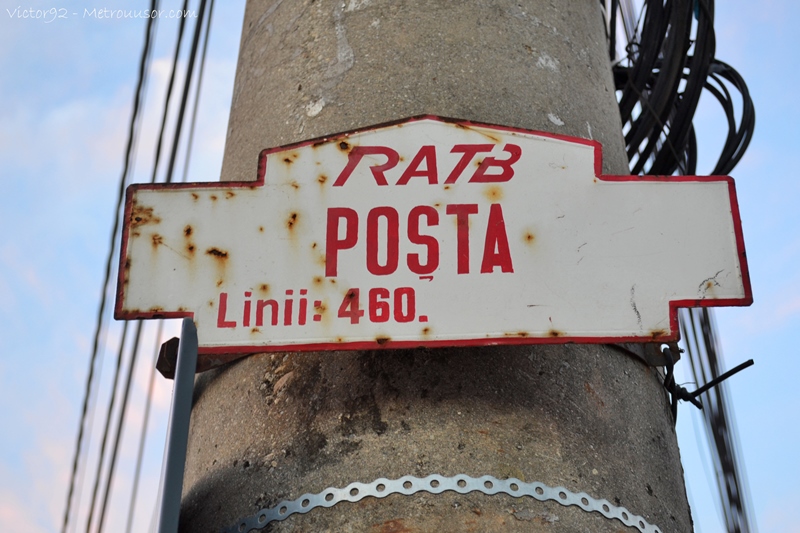 Victor92 - Metrouusor.com
RATB
POȘTA
Linii: 460.